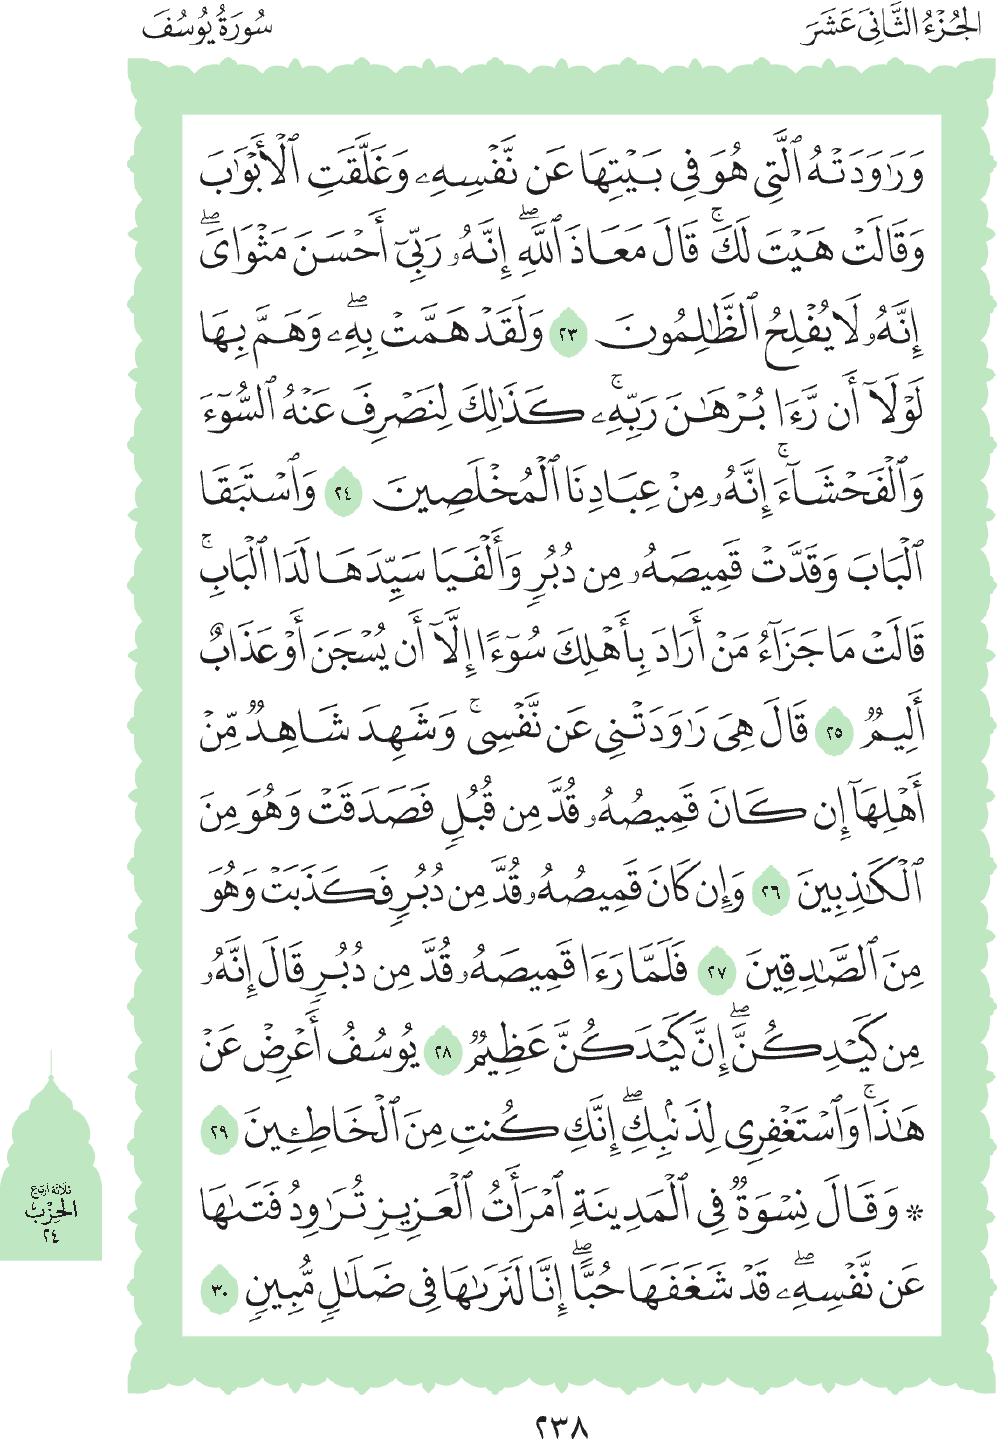 الجُزْءُ الثَّانِيَ عَشَرَ
سُورَةُ يُوسُفَ
وَرَٰوَدَتْهُ ٱلَّتِي هُوَ فِي بَيْتِهَا عَن نَّفْسِهِۦ وَغَلَّقَتِ ٱلْأَبْوَٰبَ
وَقَالَتْ هَيْتَ لَكَۚ قَالَ مَعَاذَ ٱللَّهِۖ إِنَّهُۥ رَبِّيٓ أَحْسَنَ مَثْوَايَۖ
إِنَّهُۥ لَا يُفْلِحُ ٱلظَّٰلِمُونَ ٢٣ وَلَقَدْ هَمَّتْ بِهِۦۖ وَهَمَّ بِهَا
لَوْلَآ أَن رَّءَا بُرْهَٰنَ رَبِّهِۦۚ كَذَٰلِكَ لِنَصْرِفَ عَنْهُ ٱلسُّوٓءَ
وَٱلْفَحْشَآءَۚ إِنَّهُۥ مِنْ عِبَادِنَا ٱلْمُخْلَصِينَ ٢٤ وَٱسْتَبَقَا
ٱلْبَابَ وَقَدَّتْ قَمِيصَهُۥ مِن دُبُرٍ وَأَلْفَيَا سَيِّدَهَا لَدَا ٱلْبَابِۚ
قَالَتْ مَا جَزَآءُ مَنْ أَرَادَ بِأَهْلِكَ سُوٓءًا إِلَّآ أَن يُسْجَنَ أَوْ عَذَابٌ
أَلِيمٌ ٢٥ قَالَ هِيَ رَٰوَدَتْنِي عَن نَّفْسِيۚ وَشَهِدَ شَاهِدٌ مِّنْ
أَهْلِهَآ إِن كَانَ قَمِيصُهُۥ قُدَّ مِن قُبُلٍ فَصَدَقَتْ وَهُوَ مِنَ
ٱلْكَٰذِبِينَ ٢٦ وَإِن كَانَ قَمِيصُهُۥ قُدَّ مِن دُبُرٍ فَكَذَبَتْ وَهُوَ
مِنَ ٱلصَّٰدِقِينَ ٢٧ فَلَمَّا رَءَا قَمِيصَهُۥ قُدَّ مِن دُبُرٍ قَالَ إِنَّهُۥ
مِن كَيْدِكُنَّۖ إِنَّ كَيْدَكُنَّ عَظِيمٌ ٢٨ يُوسُفُ أَعْرِضْ عَنْ
هَٰذَاۚ وَٱسْتَغْفِرِي لِذَنۢبِكِۖ إِنَّكِ كُنتِ مِنَ ٱلْخَاطِـِٔينَ ٢٩
۞ وَقَالَ نِسْوَةٌ فِي ٱلْمَدِينَةِ ٱمْرَأَتُ ٱلْعَزِيزِ تُرَٰوِدُ فَتَىٰهَا
عَن نَّفْسِهِۦۖ قَدْ شَغَفَهَا حُبًّاۖ إِنَّا لَنَرَىٰهَا فِي ضَلَٰلٍ مُّبِينٍ ٣٠
ثلاثة أرباع
الحِزْب
٢٤
٢٣٨